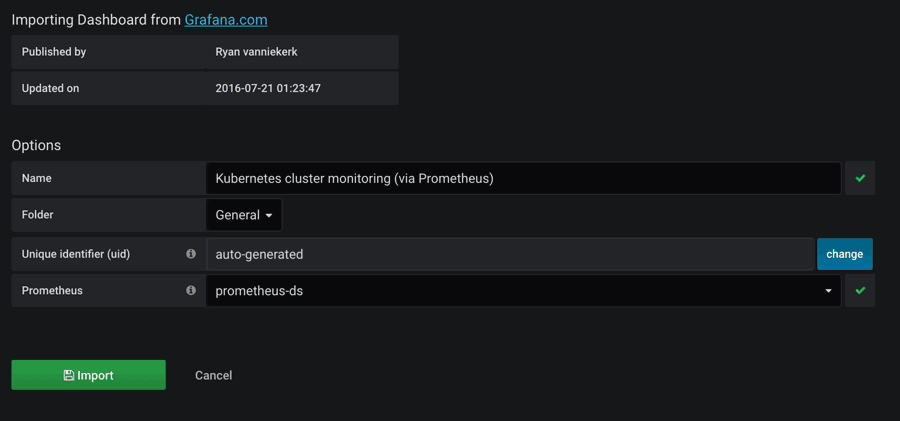 Importing Dashboard from Grafana.com
Published by Ryan vanniekerk
Updated on 2016-07-21 01:23:47
Options
Name Kubernetes cluster monitoring (via Prometheus)
Folder General
Unique identifier (uid) auto-generated change
Prometheus prometheus-ds
Import Cancel